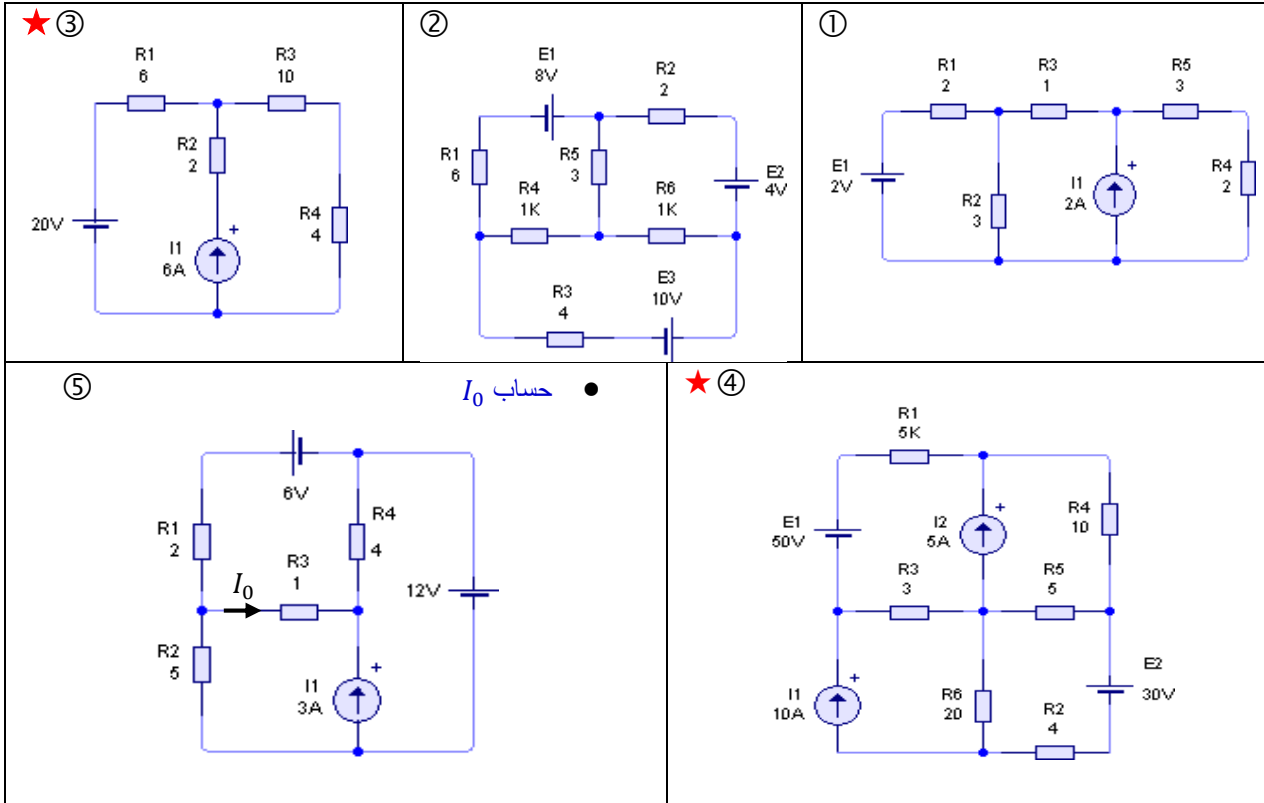 ★ ③
R1
6
R3
10
R2
2
20V
+
I1
6A
R4
4
②
E1
8V
R2
2
R1
6
R5
3
E2
4V
R4
1K
R6
1K
R3
4
E3
10V
①
R1
2
R3
1
R5
3
E1
2V
R2
3
+
I1
2A
R4
2
⑤
● حساب I₀
6V
R1
2
R4
4
R3
1
12V
I₀
R2
5
+
I1
3A
★ ④
R1
5K
E1
50V
+
I2
5A
R4
10
R3
3
R5
5
+
I1
10A
R6
20
R2
4
E2
30V